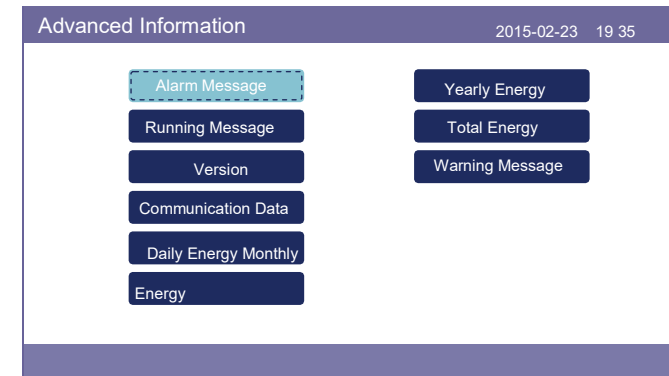 Advanced Information
2015-02-23 19 35
Alarm Message
Running Message
Version
Communication Data
Daily Energy Monthly
Energy
Yearly Energy
Total Energy
Warning Message